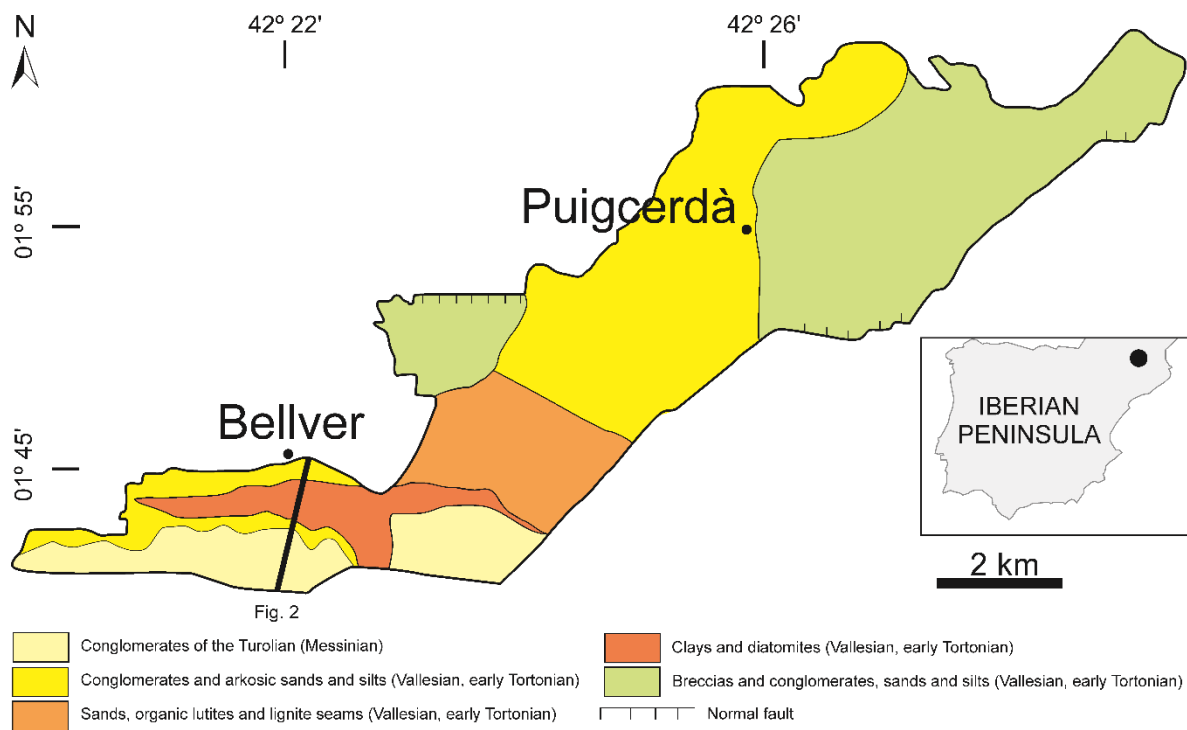 N
42º 22'
42º 26'
01º 55'
Puigcerdà
Bellver
01º 45'
IBERIAN
PENINSULA
2 km
Fig. 2
Conglomerates of the Turolian (Messinian)
Conglomerates and arkosic sands and silts (Vallesian, early Tortonian)
Sands, organic lutites and lignite seams (Vallesian, early Tortonian)
Clays and diatomites (Vallesian, early Tortonian)
Breccias and conglomerates, sands and silts (Vallesian, early Tortonian)
Normal fault